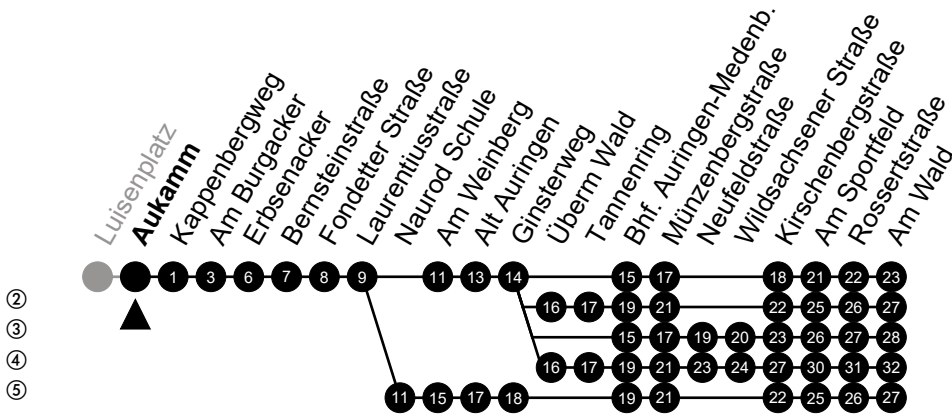 Luisenplatz
Aukamm
Kappenbergweg
Am Burgacker
Erbsenacker
Bernsteinstraße
Fondetter Straße
Laurentiusstraße
Naurod Schule
Am Weinberg
Alt Auringen
Ginsterweg
Überm Wald
Tannenring
Bhf. Auringen-Medenb.
Münzenbergstraße
Neufeldstraße
Wildsachsener Straße
Kirschenbergstraße
Am Sportfeld
Rossertstraße
Am Wald
1 3 6 7 8 9 11 13 14 15 17 18 21 22 23
② 16 17 19 21 22 25 26 27
③ 15 17 19 20 23 26 27 28
④ 16 17 19 21 23 24 27 30 31 32
⑤ 11 15 17 18 19 21 22 25 26 27